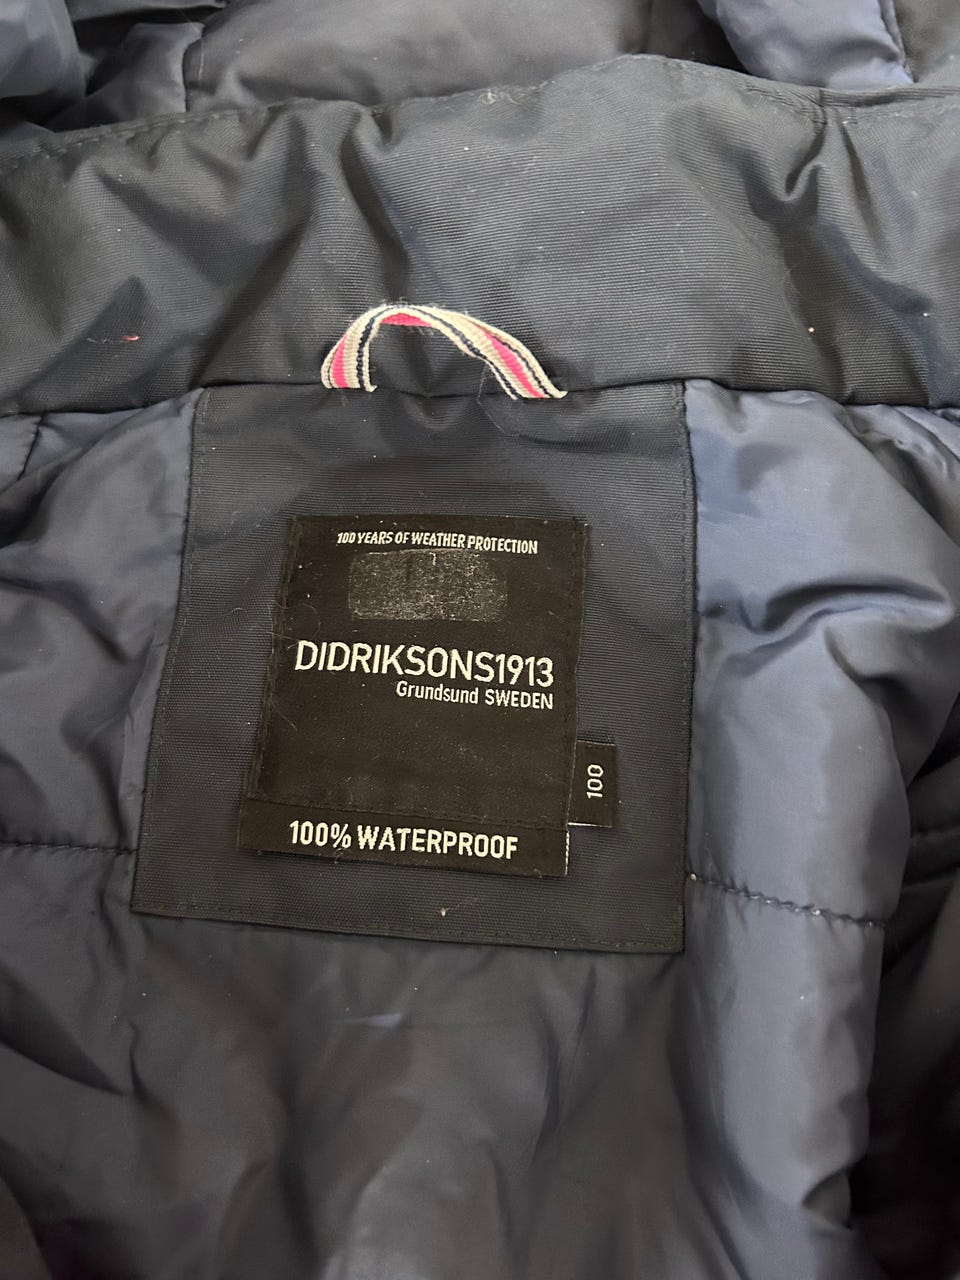 100 YEARS OF WEATHER PROTECTION
DIDRIKSONS1913
Grundsund SWEDEN
100
100% WATERPROOF